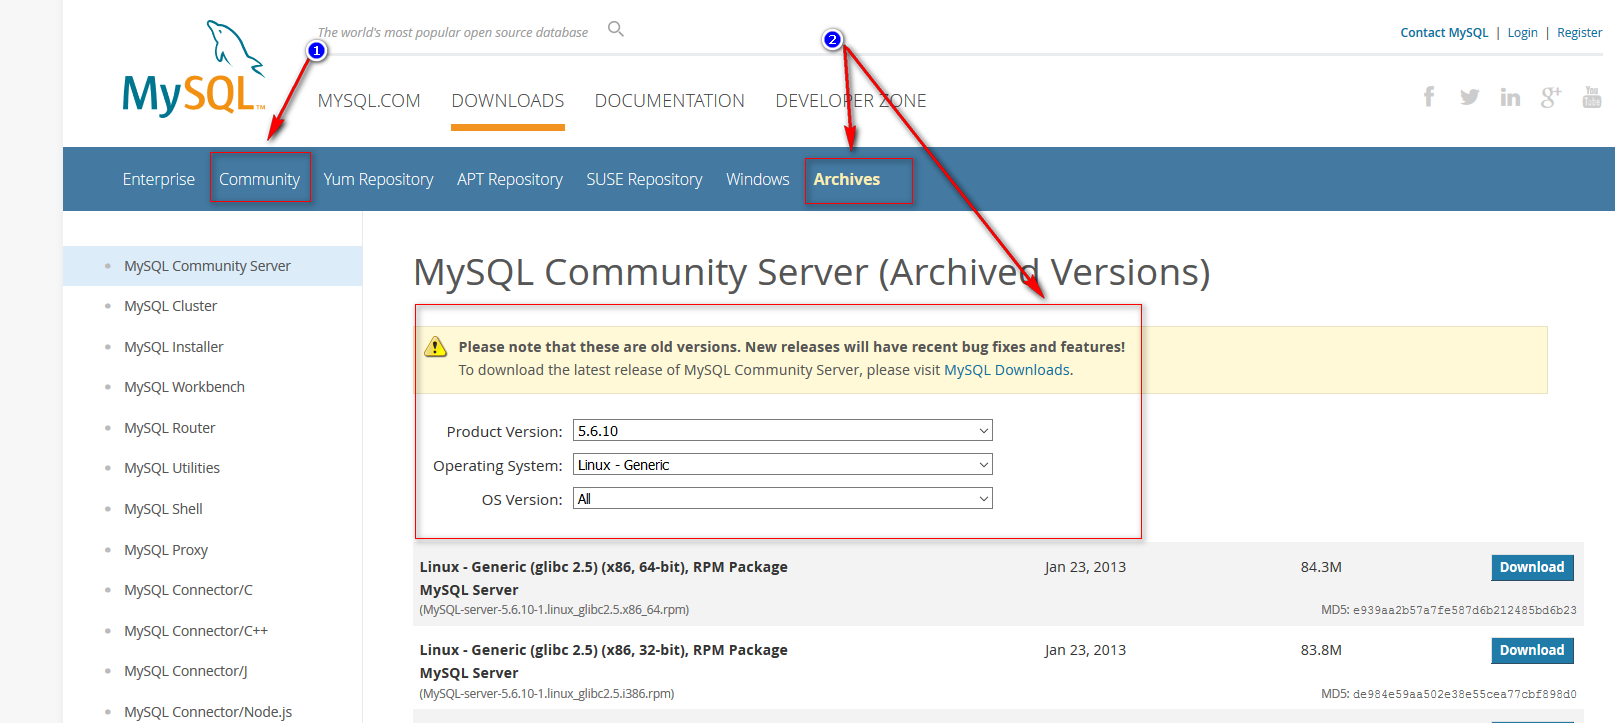 The world's most popular open source database
Contact MySQL | Login | Register
1
2
MySQL™
MYSQL.COM DOWNLOADS DOCUMENTATION DEVELOPER ZONE
f in g+ You Tube
Enterprise Community Yum Repository APT Repository SUSE Repository Windows Archives
MySQL Community Server
MySQL Cluster
MySQL Installer
MySQL Workbench
MySQL Router
MySQL Utilities
MySQL Shell
MySQL Proxy
MySQL Connector/C
MySQL Connector/C++
MySQL Connector/J
MySQL Connector/Node.js
MySQL Community Server (Archived Versions)
Please note that these are old versions. New releases will have recent bug fixes and features!
To download the latest release of MySQL Community Server, please visit MySQL Downloads.
Product Version: 5.6.10
Operating System: Linux - Generic
OS Version: All
Linux - Generic (glibc 2.5) (x86, 64-bit), RPM Package Jan 23, 2013 84.3M Download
MySQL Server
(MySQL-server-5.6.10-1.linux_glibc2.5.x86_64.rpm) MD5: e939aa2b57a7fe587d6b212485bd6b23
Linux - Generic (glibc 2.5) (x86, 32-bit), RPM Package Jan 23, 2013 83.8M Download
MySQL Server
(MySQL-server-5.6.10-1.linux_glibc2.5.i386.rpm) MD5: de984e59aa502e38e55cea77cbf898d0